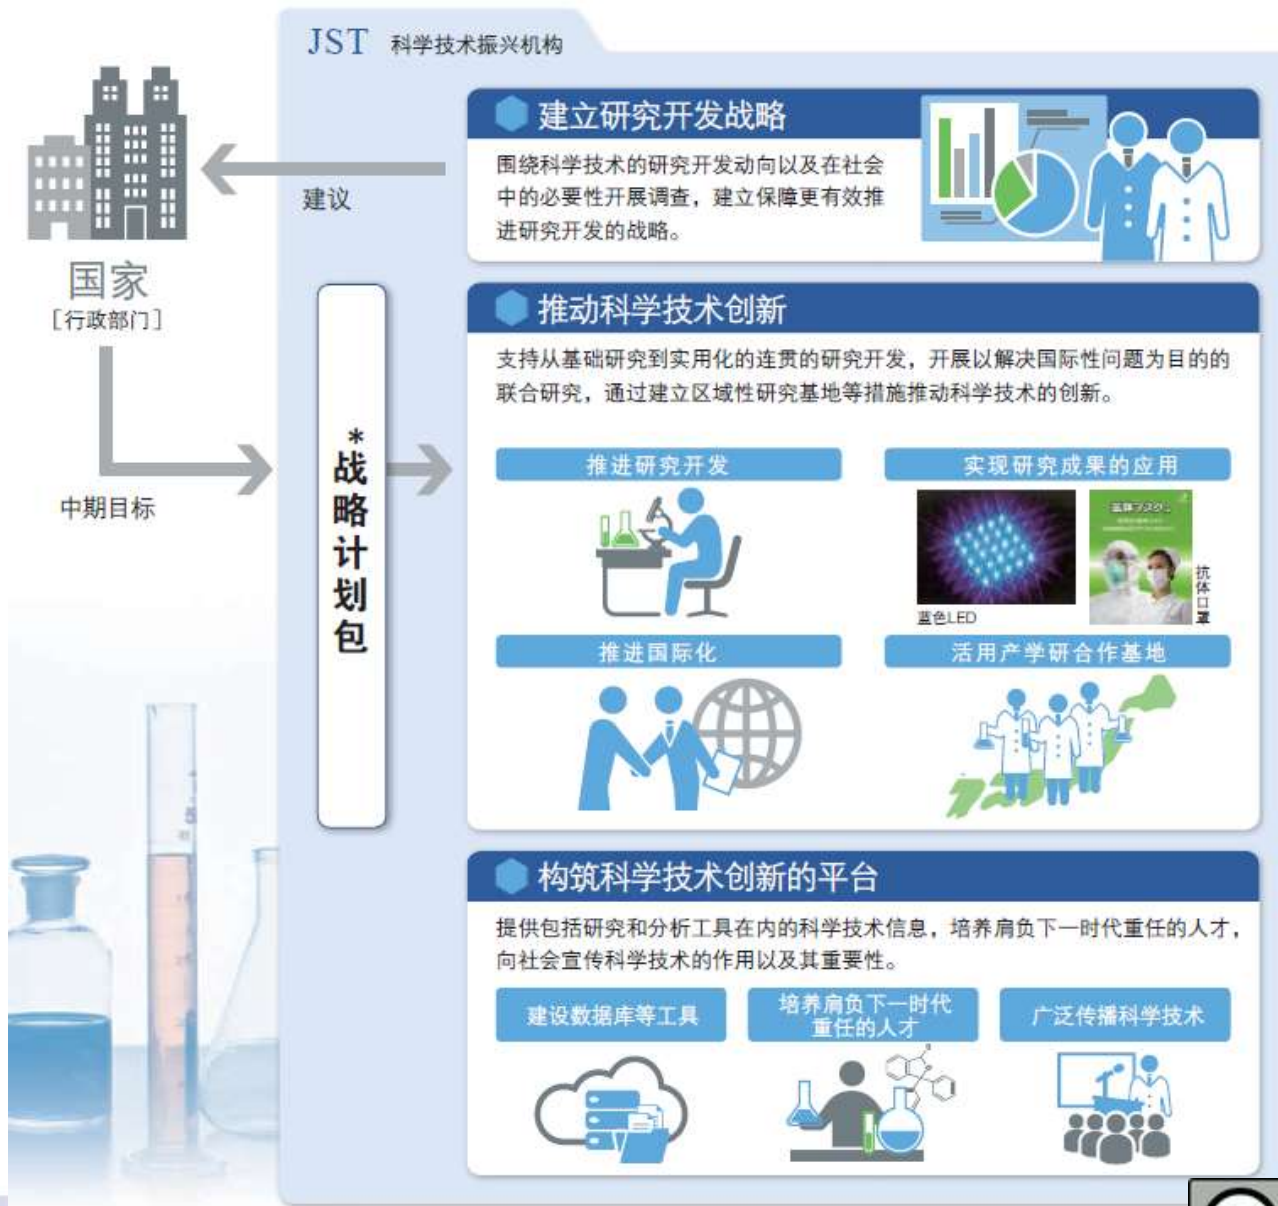 JST 科学技术振兴机构
建立研究开发战略
围绕科学技术的研究开发动向以及在社会
中的必要性开展调查，建立保障更有效推
进研究开发的战略。
建议
国家
［行政部门］
中期目标
*战略计划包
推动科学技术创新
支持从基础研究到实用化的连贯的研究开发，开展以解决国际性问题为目的的
联合研究，通过建立区域性研究基地等措施推动科学技术的创新。
推进研究开发
实现研究成果的应用
蓝色LED
抗体口罩
推进国际化
活用产学研合作基地
构筑科学技术创新的平台
提供包括研究和分析工具在内的科学技术信息，培养肩负下一时代重任的人才，
向社会宣传科学技术的作用以及其重要性。
建设数据库等工具
培养肩负下一时代
重任的人才
广泛传播科学技术